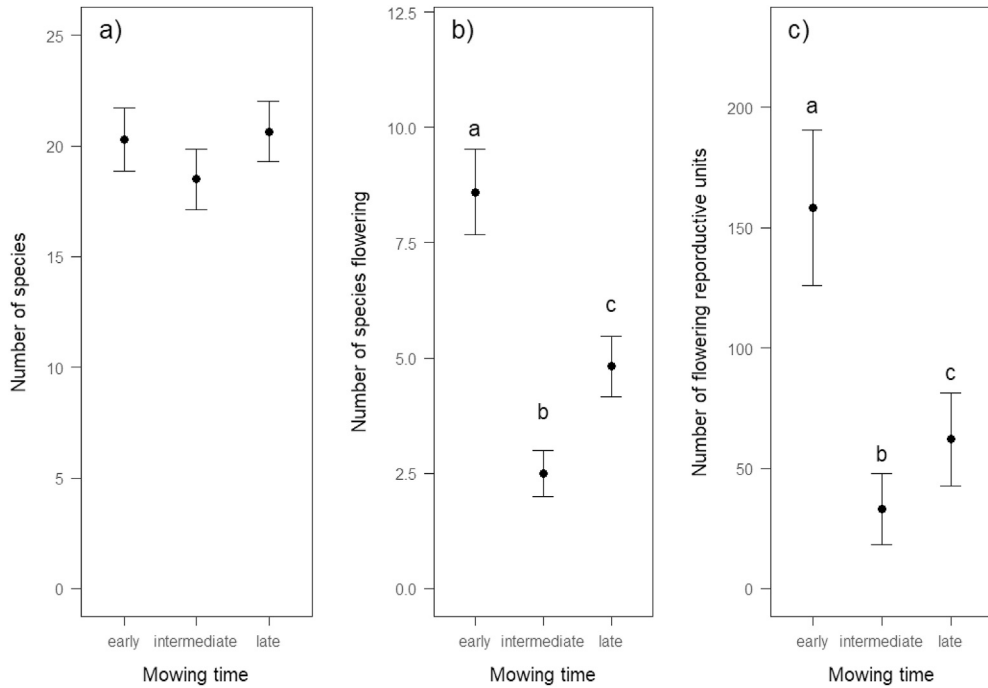 a)
Number of species
25
20
15
10
5
0
early intermediate late
Mowing time
b)
Number of species flowering
12.5
10.0
7.5
5.0
2.5
0.0
a
b
c
early intermediate late
Mowing time
c)
Number of flowering reporductive units
200
150
100
50
0
a
b
c
early intermediate late
Mowing time